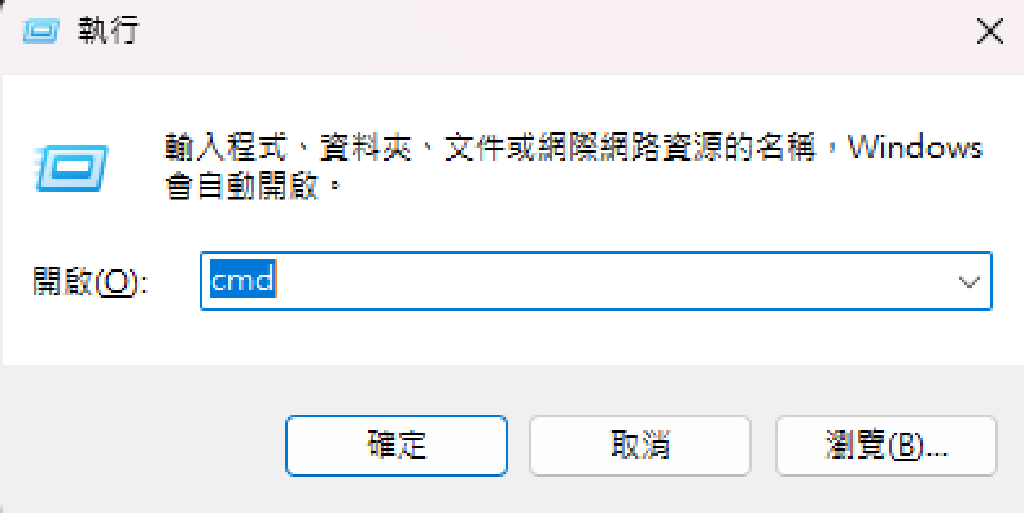 執行
輸入程式、資料夾、文件或網際網路資源的名稱，Windows
會自動開啟。
開啟(O):
cmd
確定
取消
瀏覽(B)...